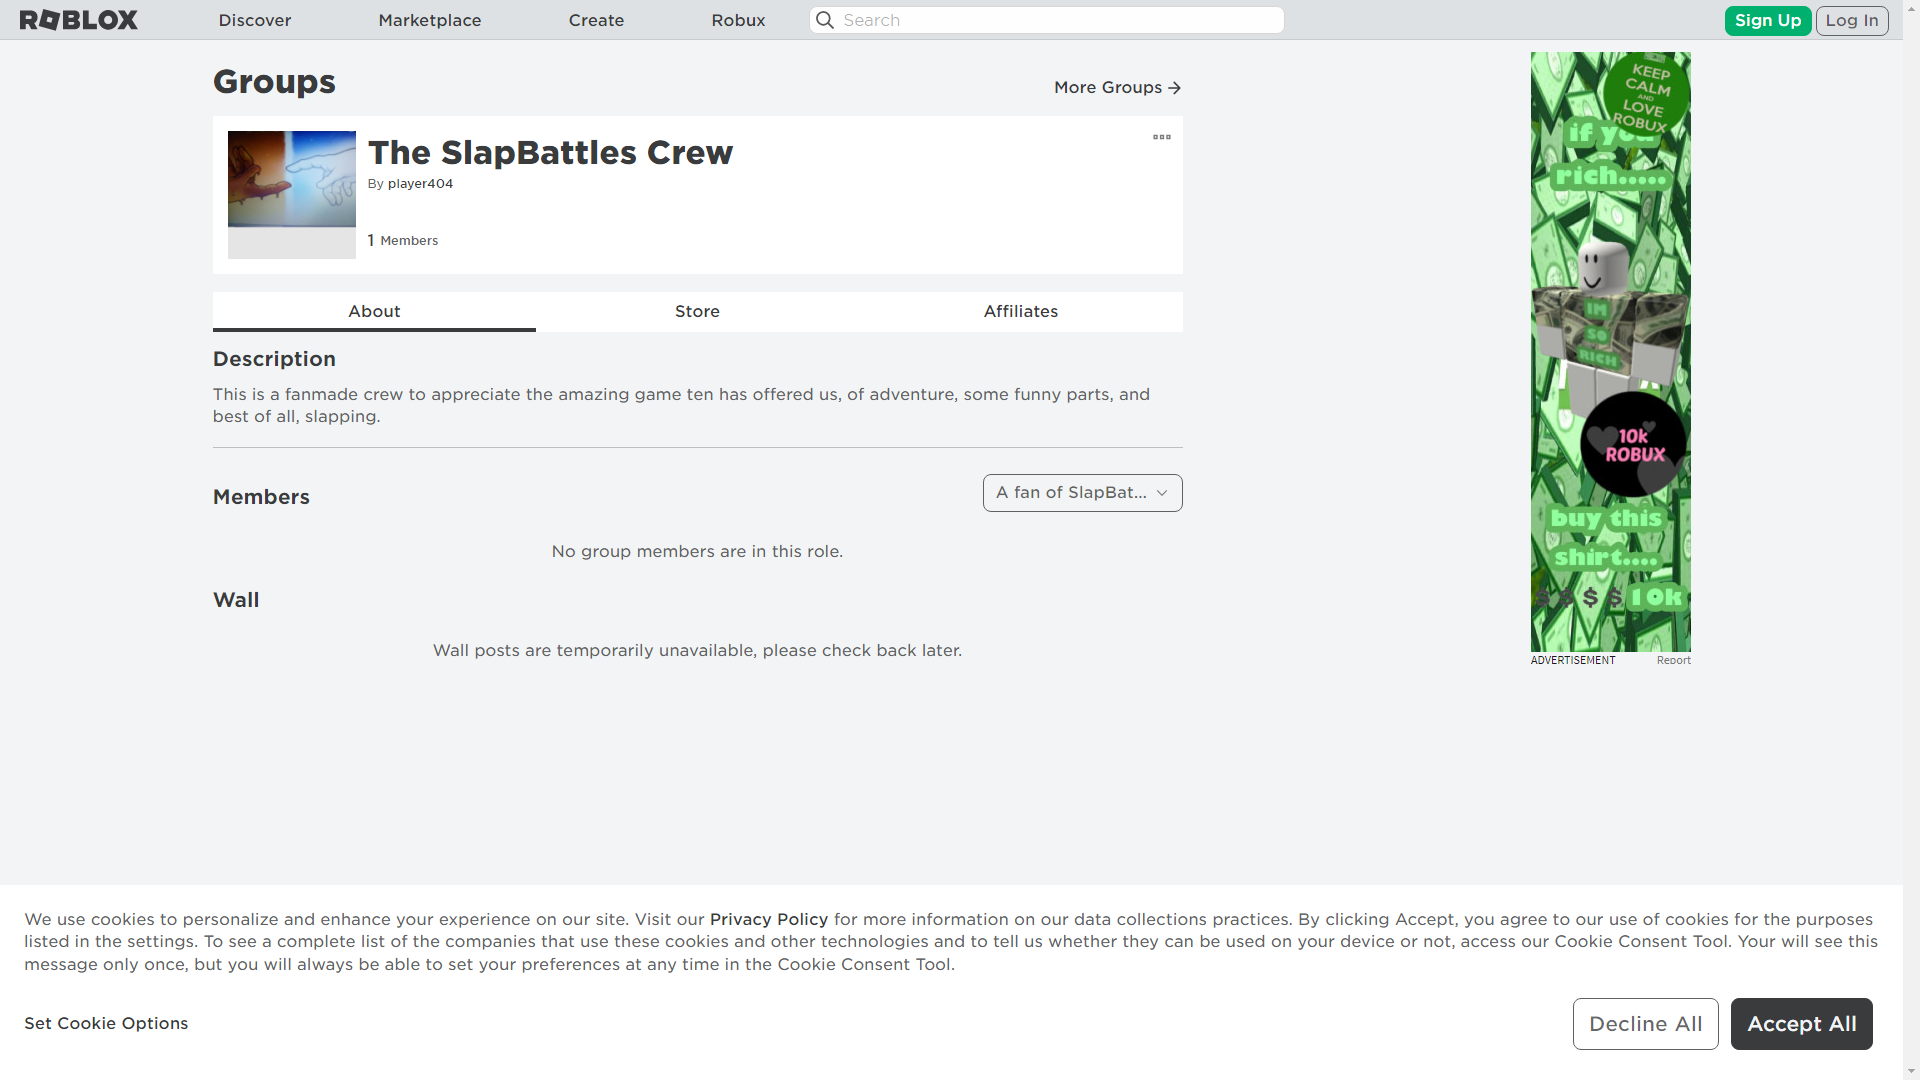 ROBLOX
Discover
Marketplace
Create
Robux
Search
Sign Up
Log In
Groups
More Groups
The SlapBattles Crew
By player404
1 Members
About
Store
Affiliates
Description
This is a fanmade crew to appreciate the amazing game ten has offered us, of adventure, some funny parts, and
best of all, slapping.
Members
A fan of SlapBat...
No group members are in this role.
Wall
Wall posts are temporarily unavailable, please check back later.
KEEP
CALM
AND
LOVE
ROBUX
if you
rich.....
IM
SO
RICH
10k
ROBUX
buy this
shirt....
$ $ $ $ 10k
ADVERTISEMENT
Report
We use cookies to personalize and enhance your experience on our site. Visit our Privacy Policy for more information on our data collections practices. By clicking Accept, you agree to our use of cookies for the purposes
listed in the settings. To see a complete list of the companies that use these cookies and other technologies and to tell us whether they can be used on your device or not, access our Cookie Consent Tool. Your will see this
message only once, but you will always be able to set your preferences at any time in the Cookie Consent Tool.
Set Cookie Options
Decline All
Accept All